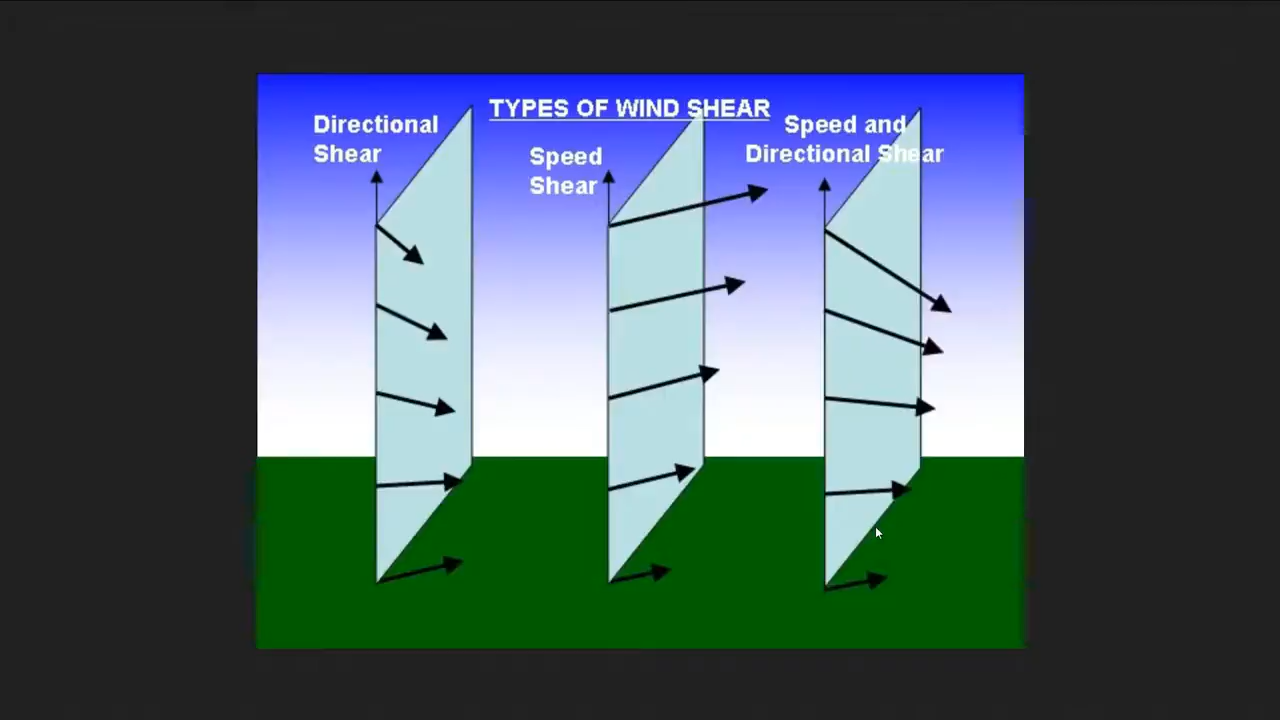 TYPES OF WIND SHEAR
Directional
Shear
Speed
Shear
Speed and
Directional Shear